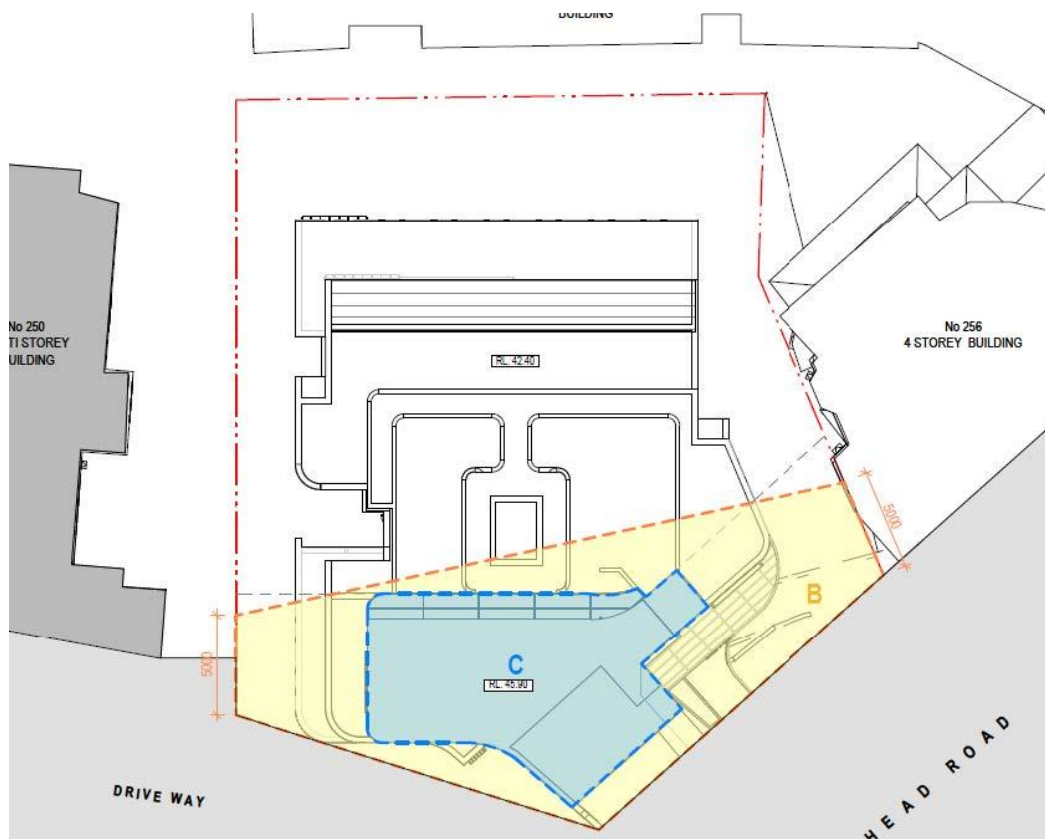 BUILDING
No 250
TI STOREY
UILDING
No 256
4 STOREY BUILDING
RL. 42.40
5000
B
C
5000
RL. 45.90
DRIVE WAY
HEAD ROAD